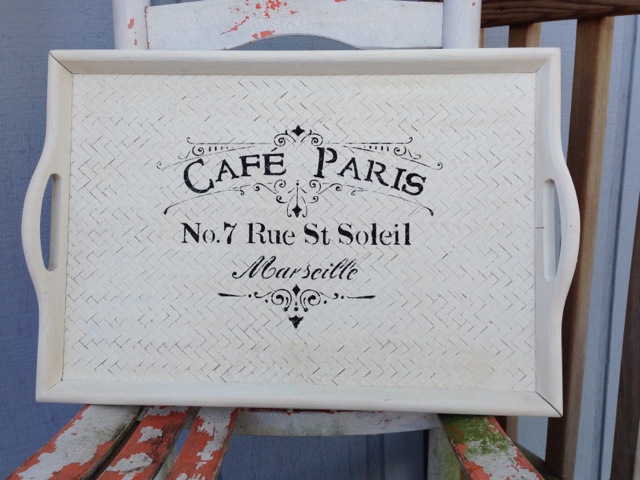 CAFÉ PARIS
No.7 Rue St Soleil
Marseille